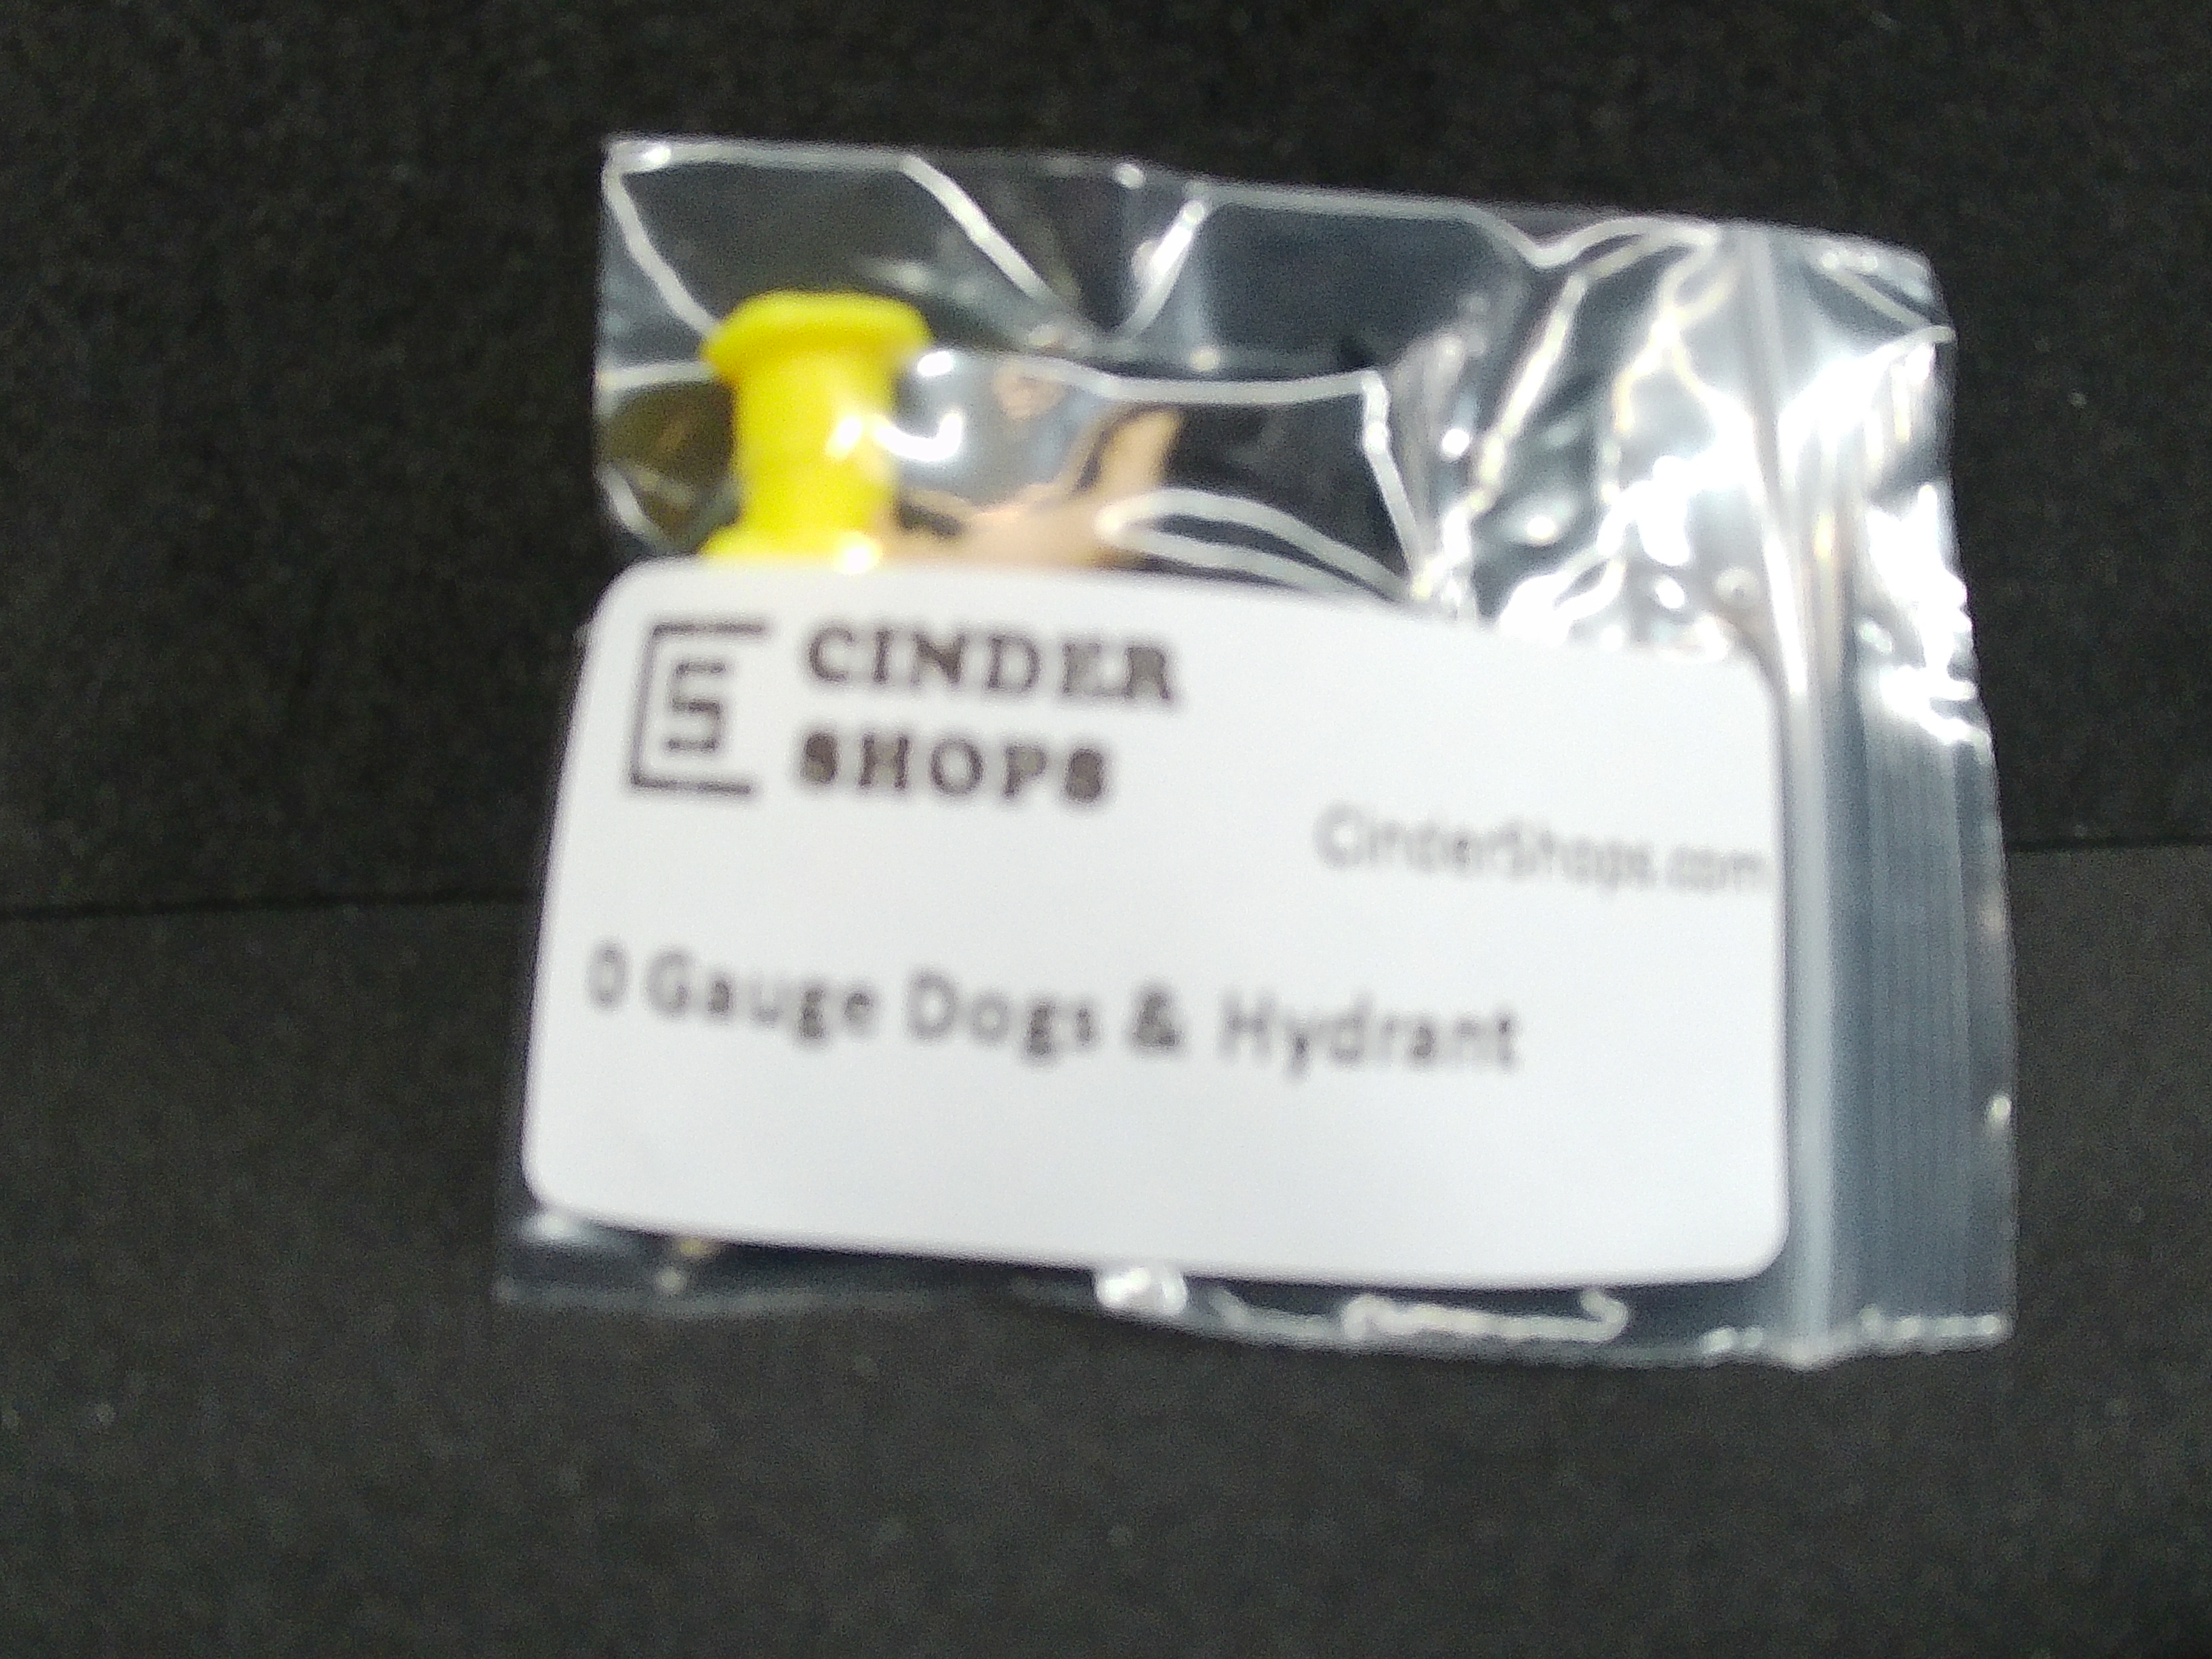 CS CINDER
SHOPS
CinderShops.com
O Gauge Dogs & Hydrant